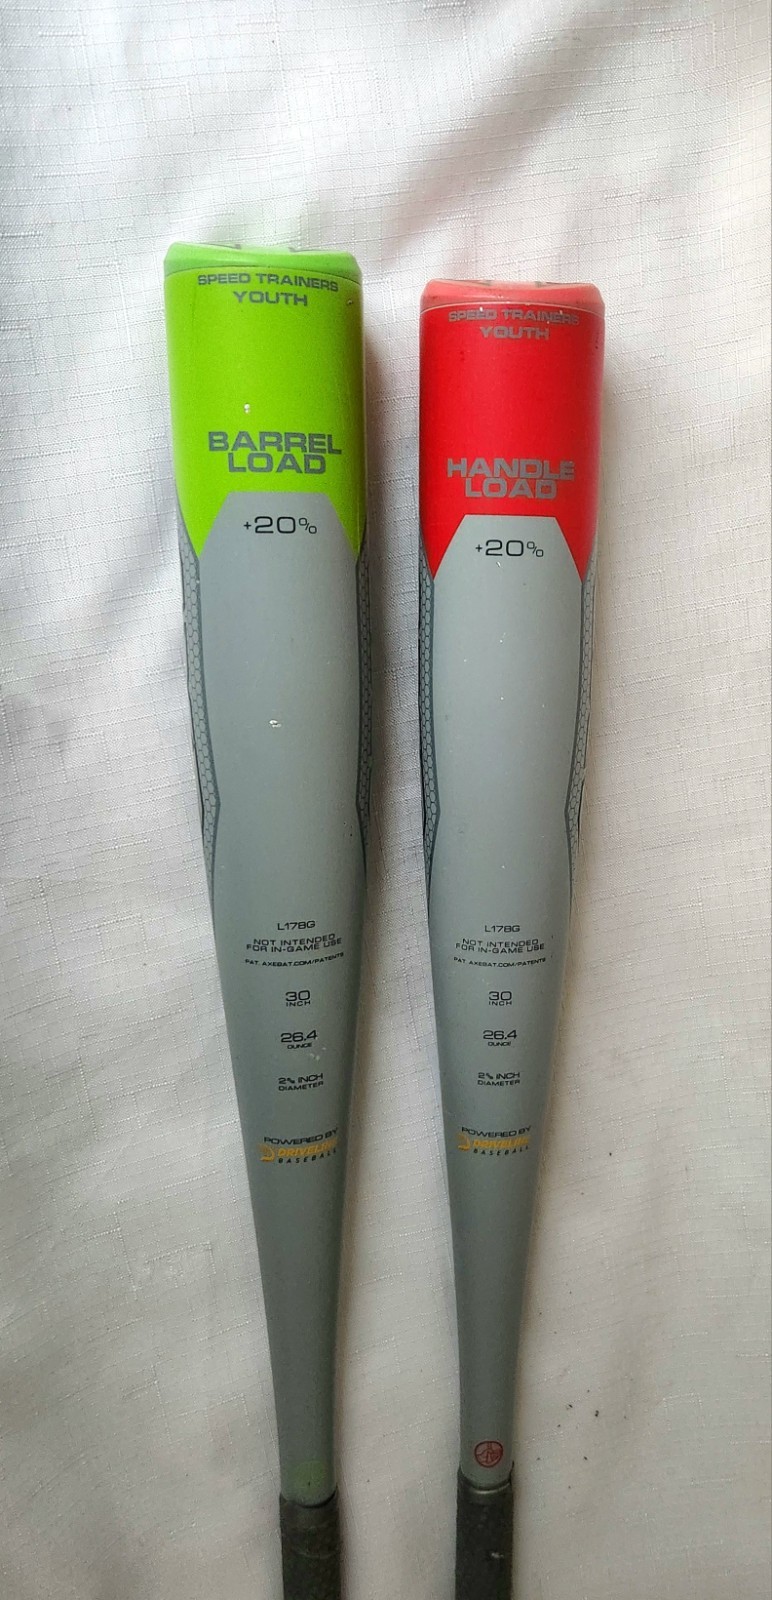 SPEED TRAINERS
YOUTH
BARREL
LOAD
+20%
L178G
NOT INTENDED
FOR IN-GAME USE
PAT. AXEBAT.COM/PATENTS
30
INCH
26.4
OUNCE
2⅝ INCH
DIAMETER
POWERED BY
DRIVELINE
BASEBALL
SPEED TRAINERS
YOUTH
HANDLE
LOAD
+20%
L178G
NOT INTENDED
FOR IN-GAME USE
PAT. AXEBAT.COM/PATENTS
30
INCH
26.4
OUNCE
2⅝ INCH
DIAMETER
POWERED BY
DRIVELINE
BASEBALL